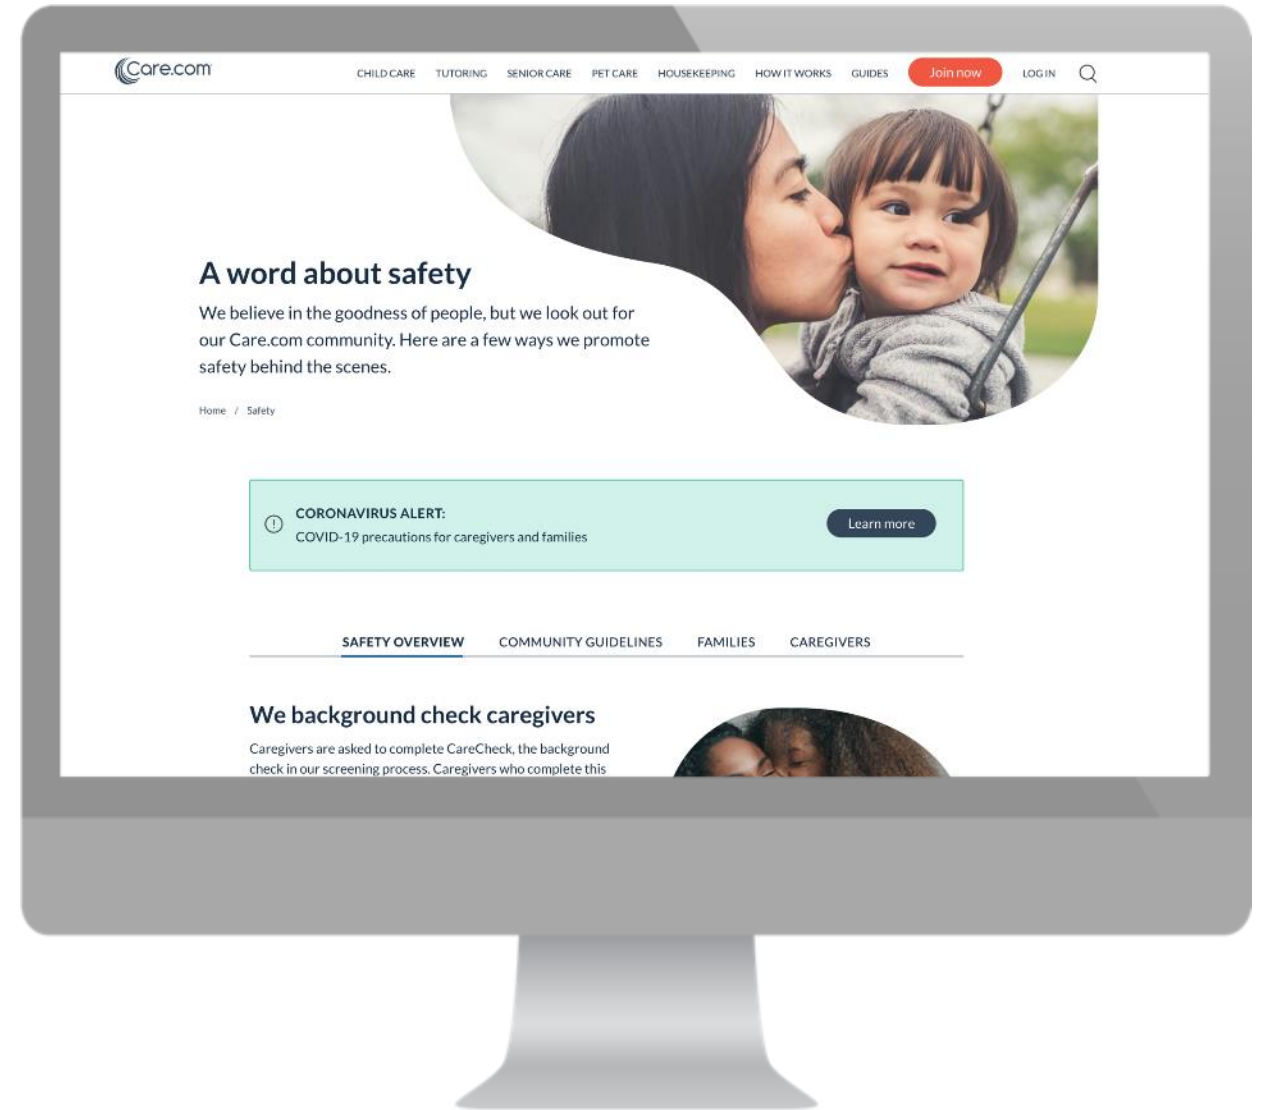 Care.com
CHILD CARE TUTORING SENIOR CARE PET CARE HOUSEKEEPING HOW IT WORKS GUIDES Join now LOG IN
A word about safety
We believe in the goodness of people, but we look out for
our Care.com community. Here are a few ways we promote
safety behind the scenes.
Home / Safety
CORONAVIRUS ALERT:
COVID-19 precautions for caregivers and families
Learn more
SAFETY OVERVIEW COMMUNITY GUIDELINES FAMILIES CAREGIVERS
We background check caregivers
Caregivers are asked to complete CareCheck, the background
check in our screening process. Caregivers who complete this